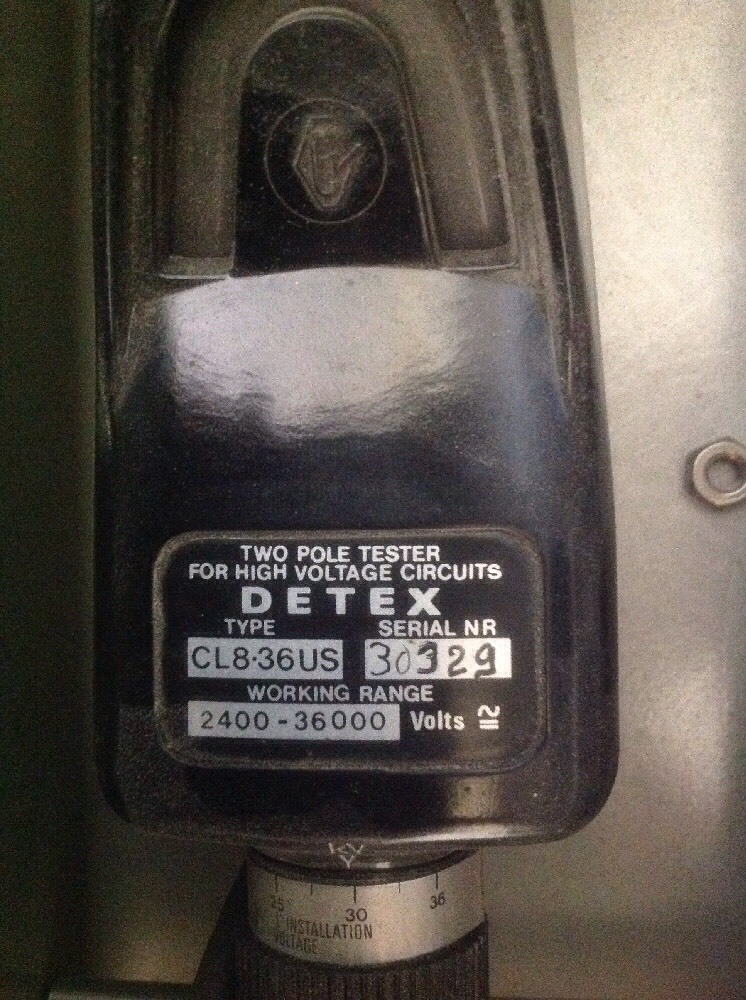 TWO POLE TESTER
FOR HIGH VOLTAGE CIRCUITS
DETEX
TYPE SERIAL NR
CL8·36US 30329
WORKING RANGE
2400-36000 Volts ≅
kV
25 30 36
INSTALLATION
VOLTAGE